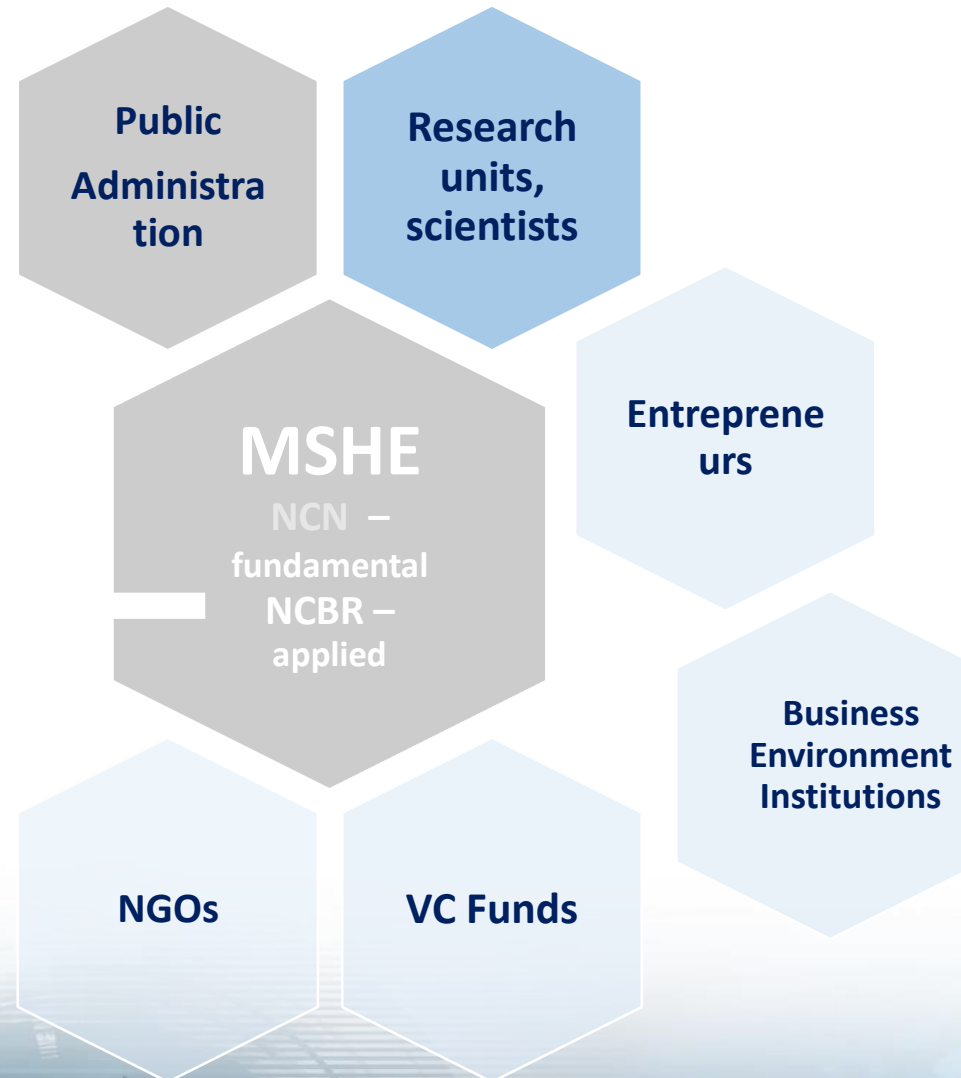 Public
Administra
tion
Research
units,
scientists
MSHE
NCN –
fundamental
NCBR –
applied
Entreprene
urs
Business
Environment
Institutions
NGOs
VC Funds